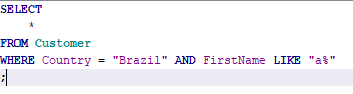 SELECT
*
FROM Customer
WHERE Country = "Brazil" AND FirstName LIKE "a%"
;